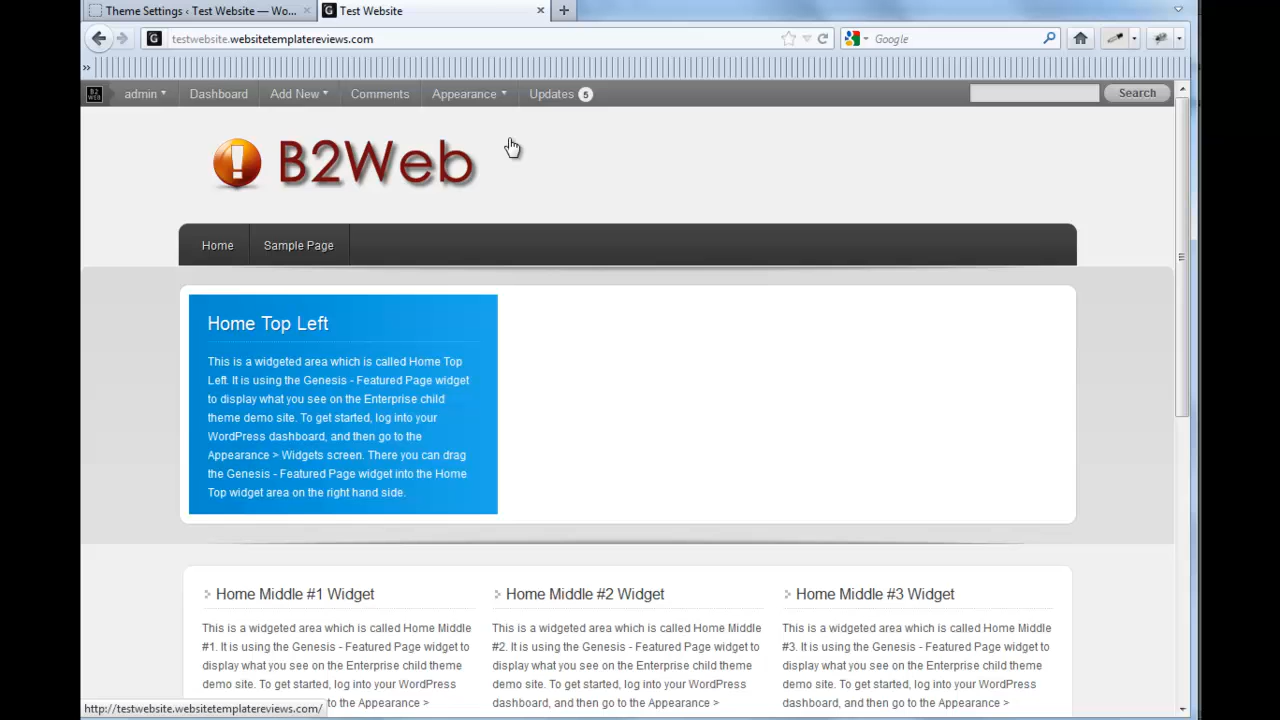 Theme Settings ‹ Test Website — Wo...
Test Website
testwebsite.websitetemplatereviews.com
Google
B2
WEB
admin
Dashboard
Add New
Comments
Appearance
Updates 5
Search
! B2Web
Home
Sample Page
Home Top Left
This is a widgeted area which is called Home Top
Left. It is using the Genesis - Featured Page widget
to display what you see on the Enterprise child
theme demo site. To get started, log into your
WordPress dashboard, and then go to the
Appearance > Widgets screen. There you can drag
the Genesis - Featured Page widget into the Home
Top widget area on the right hand side.
Home Middle #1 Widget
This is a widgeted area which is called Home Middle
#1. It is using the Genesis - Featured Page widget to
display what you see on the Enterprise child theme
demo site. To get started, log into your WordPress
to the Appearance >
Home Middle #2 Widget
This is a widgeted area which is called Home Middle
#2. It is using the Genesis - Featured Page widget to
display what you see on the Enterprise child theme
demo site. To get started, log into your WordPress
dashboard, and then go to the Appearance >
Home Middle #3 Widget
This is a widgeted area which is called Home Middle
#3. It is using the Genesis - Featured Page widget to
display what you see on the Enterprise child theme
demo site. To get started, log into your WordPress
dashboard, and then go to the Appearance >
http://testwebsite.websitetemplatereviews.com/